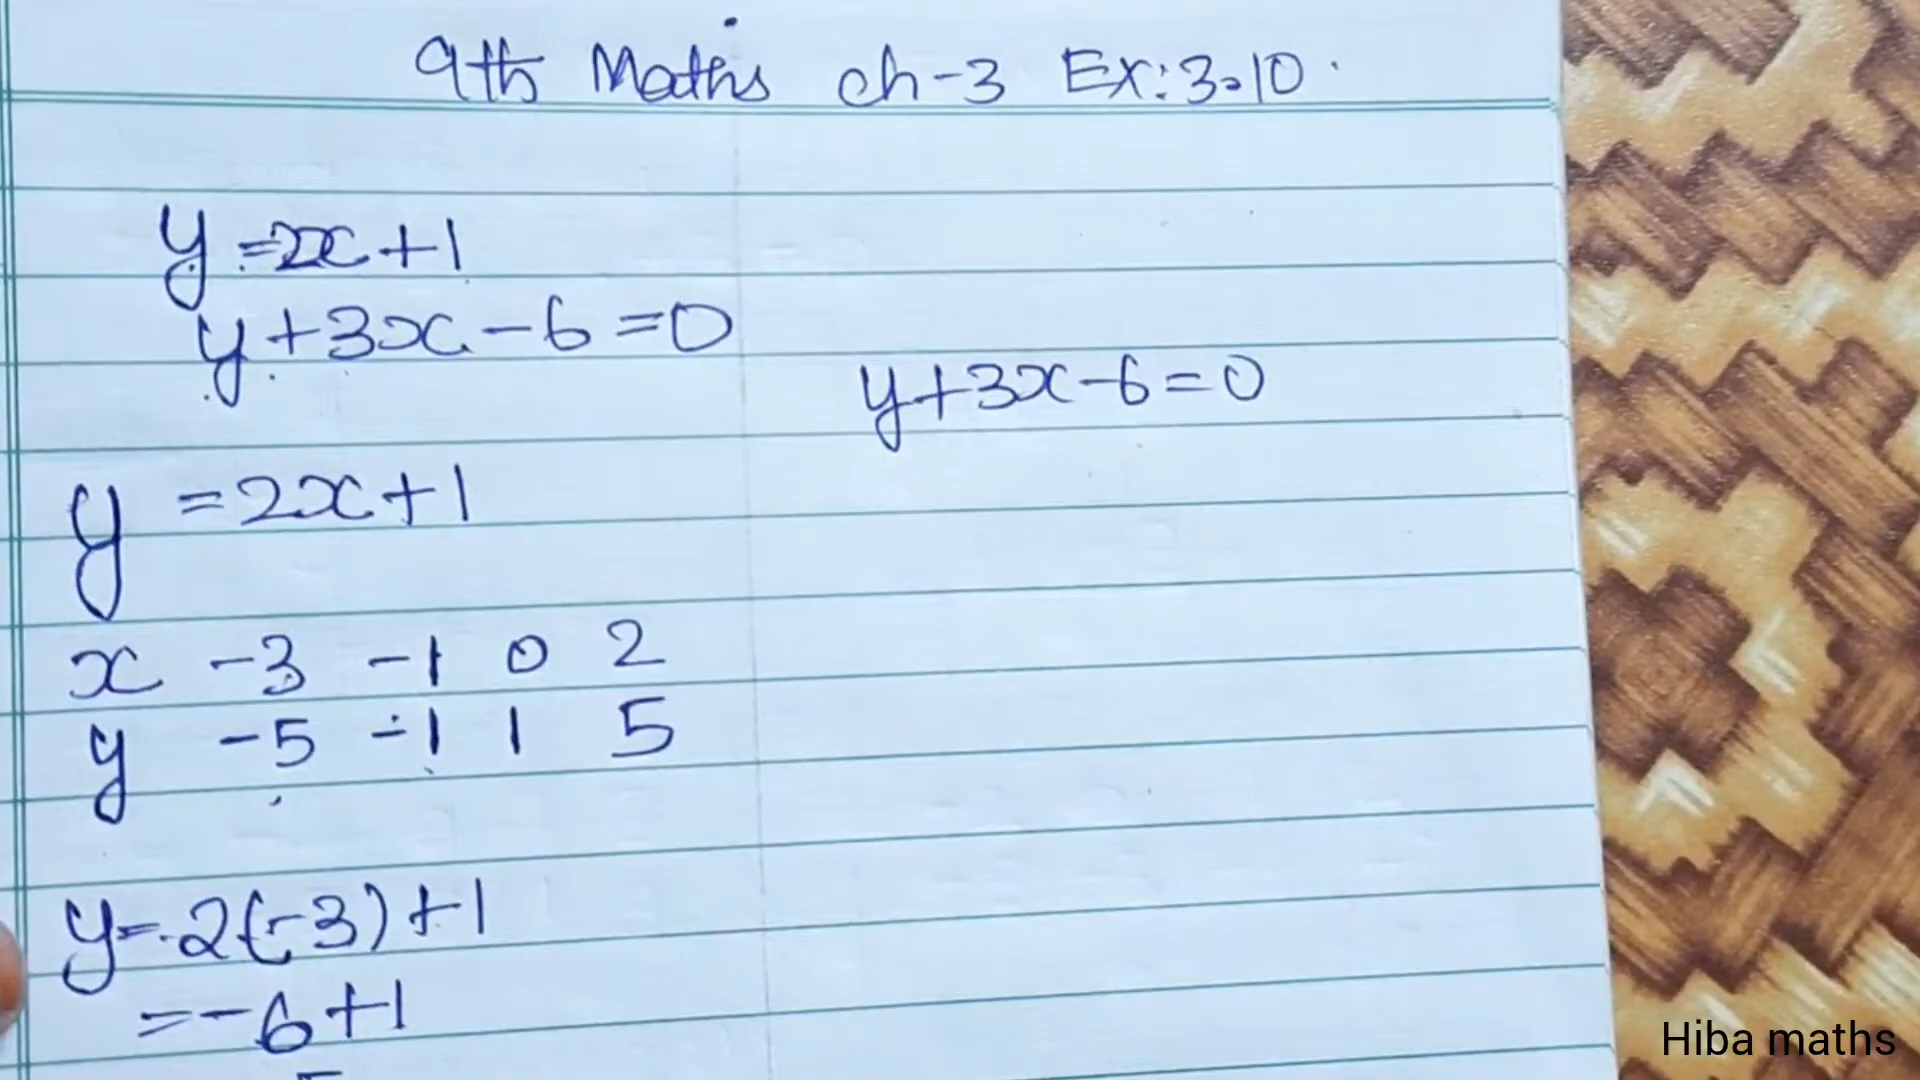 9th Maths ch-3 Ex:3.10.
y=2x+1
y+3x-6=0
y+3x-6=0
y=2x+1
x -3 -1 0 2
y -5 -1 1 5
y=2(-3)+1
=-6+1
Hiba maths